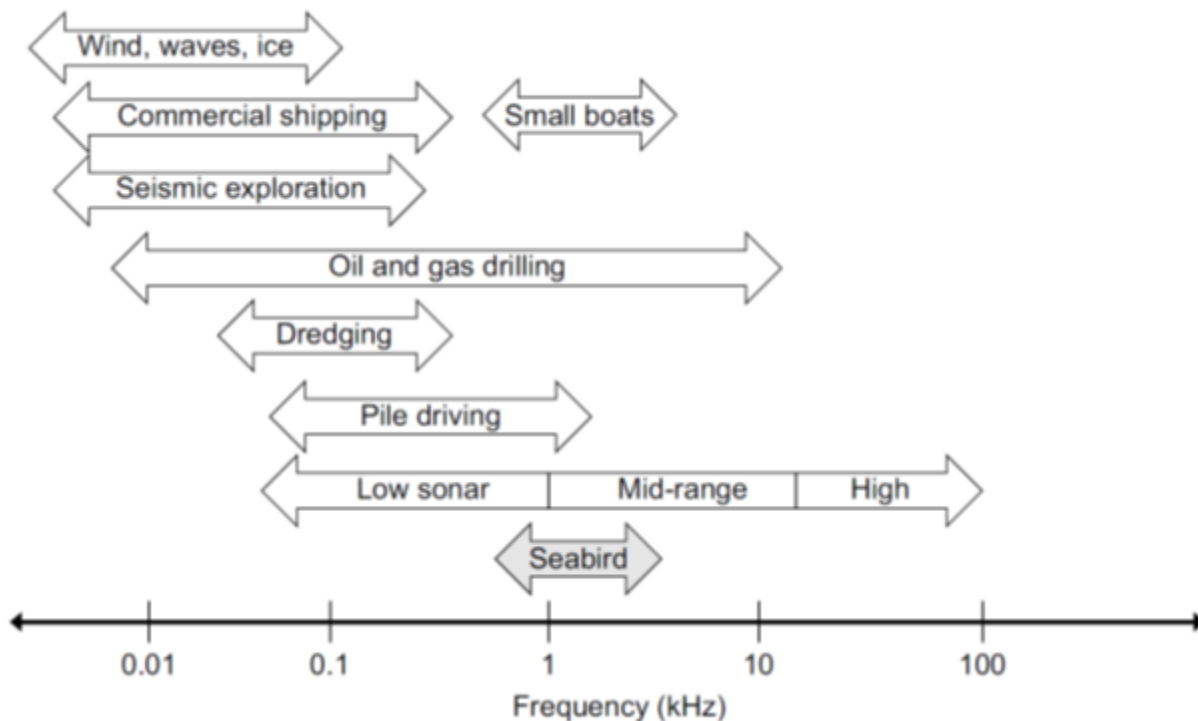 Wind, waves, ice
Commercial shipping
Small boats
Seismic exploration
Oil and gas drilling
Dredging
Pile driving
Low sonar
Mid-range
High
Seabird
0.01
0.1
1
10
100
Frequency (kHz)